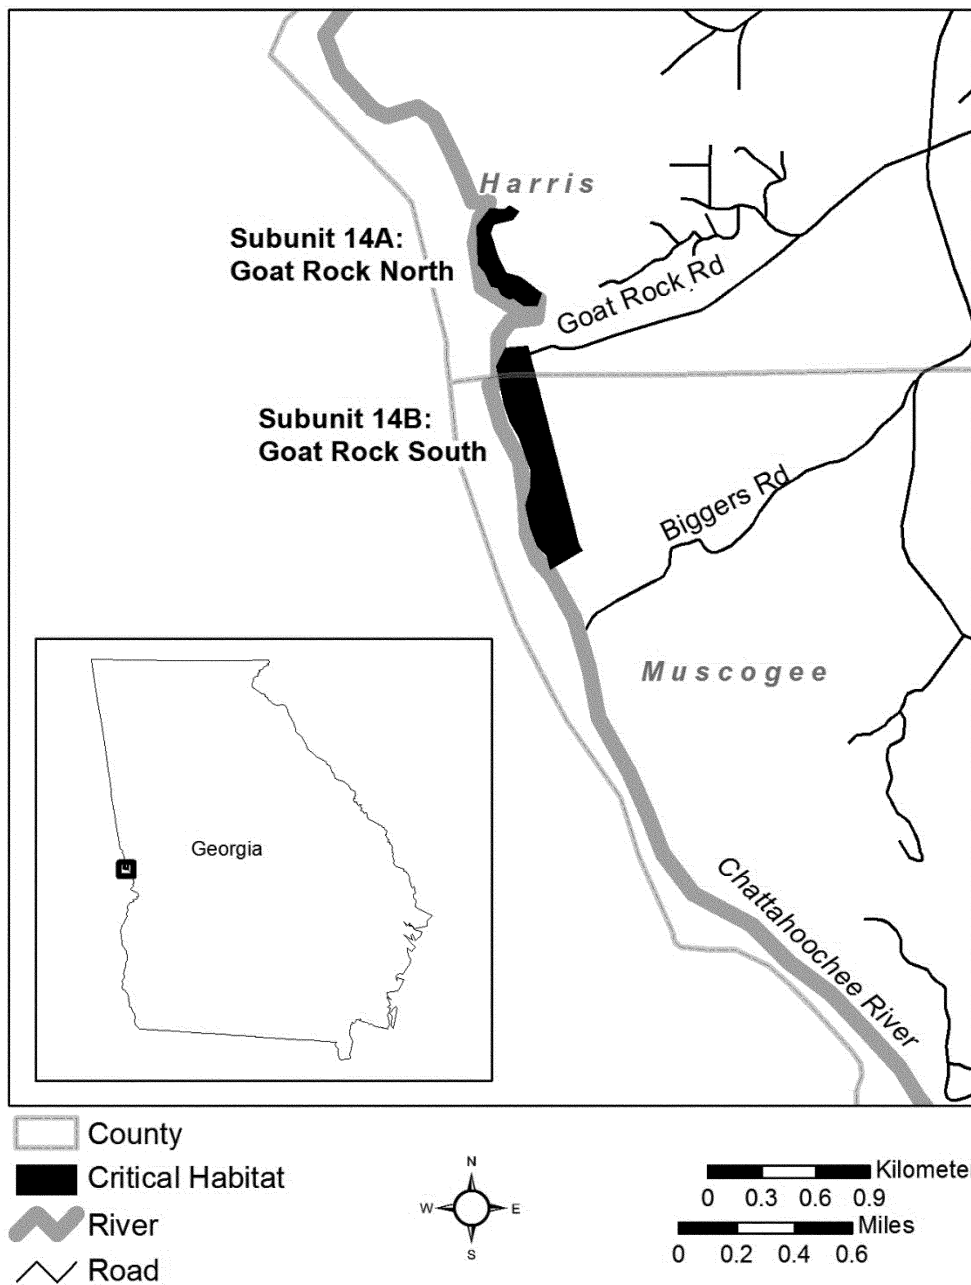 Harris
Subunit 14A:
Goat Rock North
Goat Rock Rd
Subunit 14B:
Goat Rock South
Biggers Rd
Muscogee
Georgia
Chattahoochee River
County
Critical Habitat
River
Road
N
W E
S
Kilometer
0 0.3 0.6 0.9
Miles
0 0.2 0.4 0.6